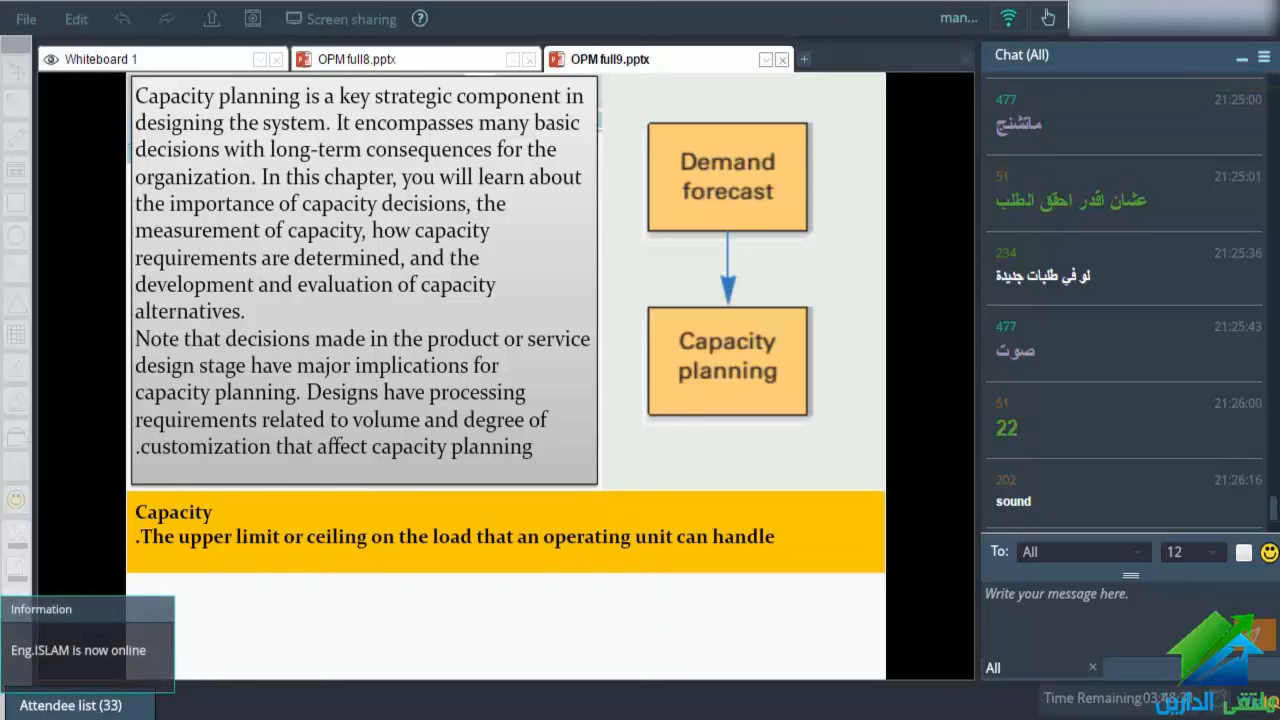 File Edit Screen sharing ? man...
Whiteboard 1 OPM full8.pptx OPM full9.pptx +
Capacity planning is a key strategic component in
designing the system. It encompasses many basic
decisions with long-term consequences for the
organization. In this chapter, you will learn about
the importance of capacity decisions, the
measurement of capacity, how capacity
requirements are determined, and the
development and evaluation of capacity
alternatives.
Note that decisions made in the product or service
design stage have major implications for
capacity planning. Designs have processing
requirements related to volume and degree of
.customization that affect capacity planning
Demand
forecast
Capacity
planning
Capacity
.The upper limit or ceiling on the load that an operating unit can handle
Information
Eng.ISLAM is now online
Attendee list (33)
Chat (All)
477 21:25:00
ماتشنج
51 21:25:01
عشان اقدر احقق الطلب
234 21:25:36
لو في طلبات جديدة
477 21:25:43
صوت
51 21:26:00
22
202 21:26:16
sound
To: All 12
Write your message here.
All
Time Remaining
ملتقى الدارين